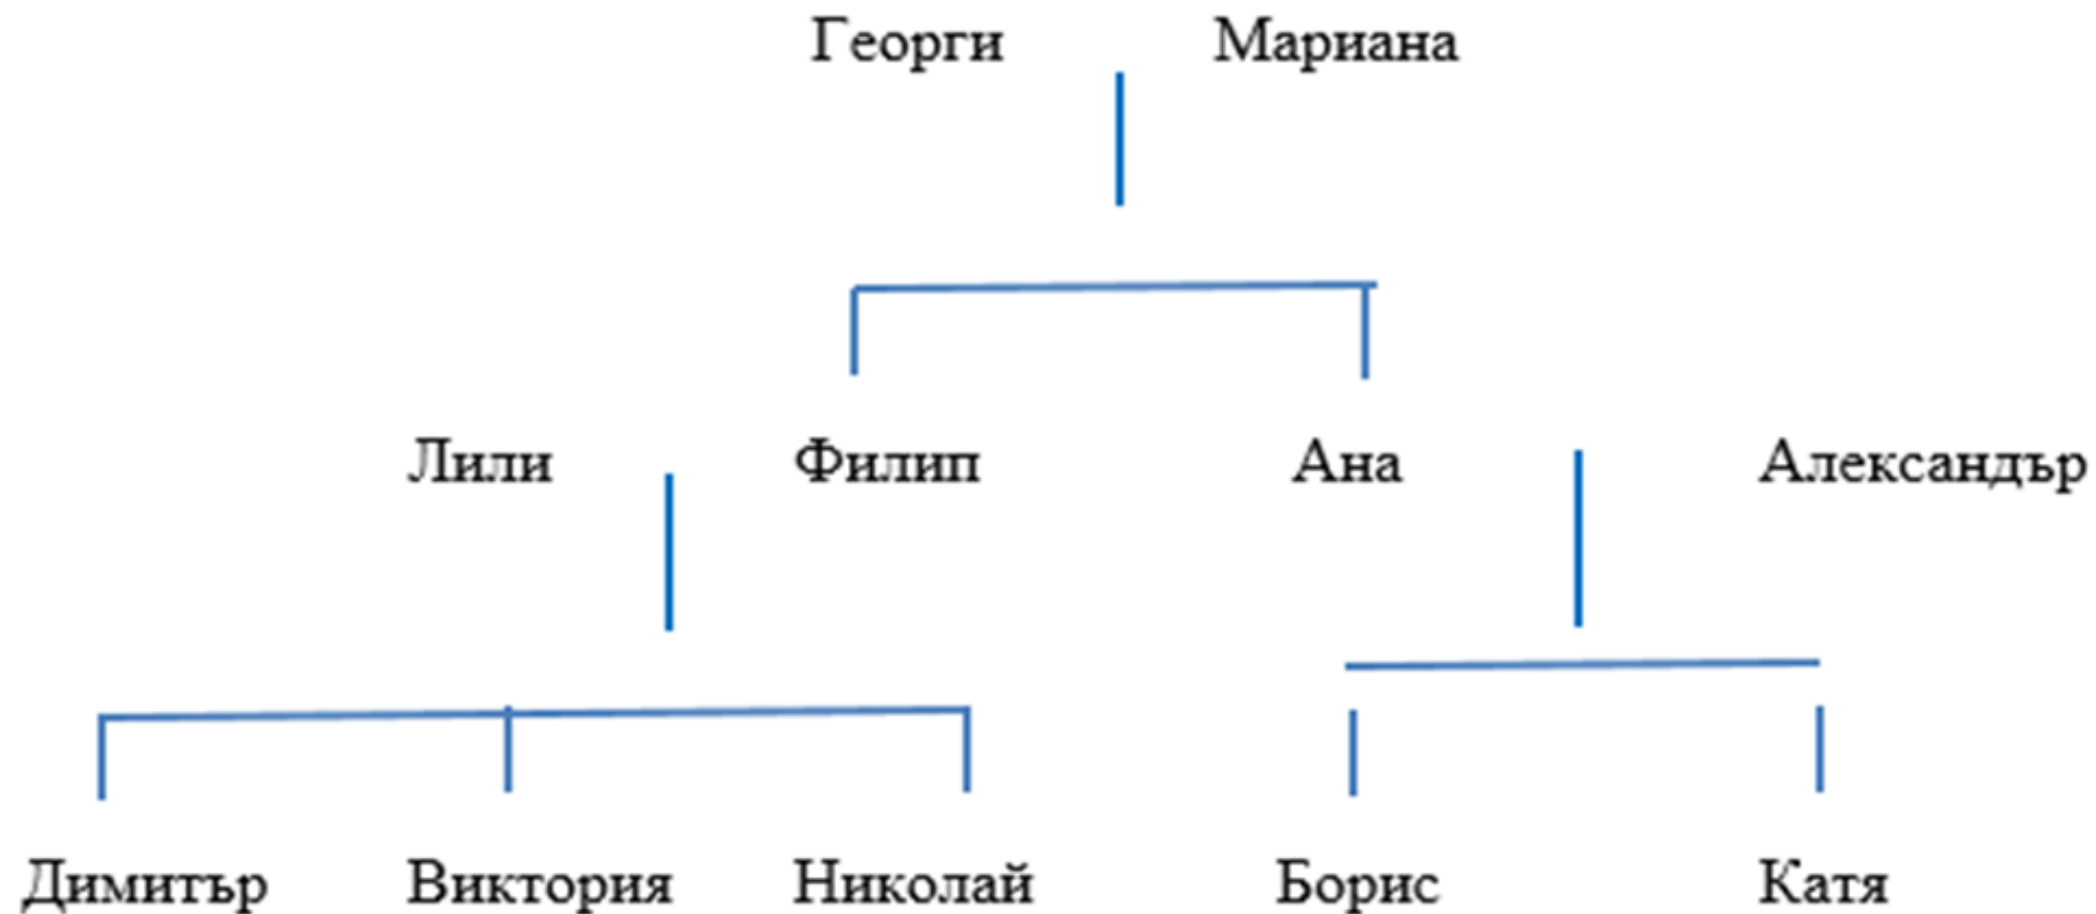 Георги Мариана
Лили Филип Ана Александър
Димитър Виктория Николай Борис Катя